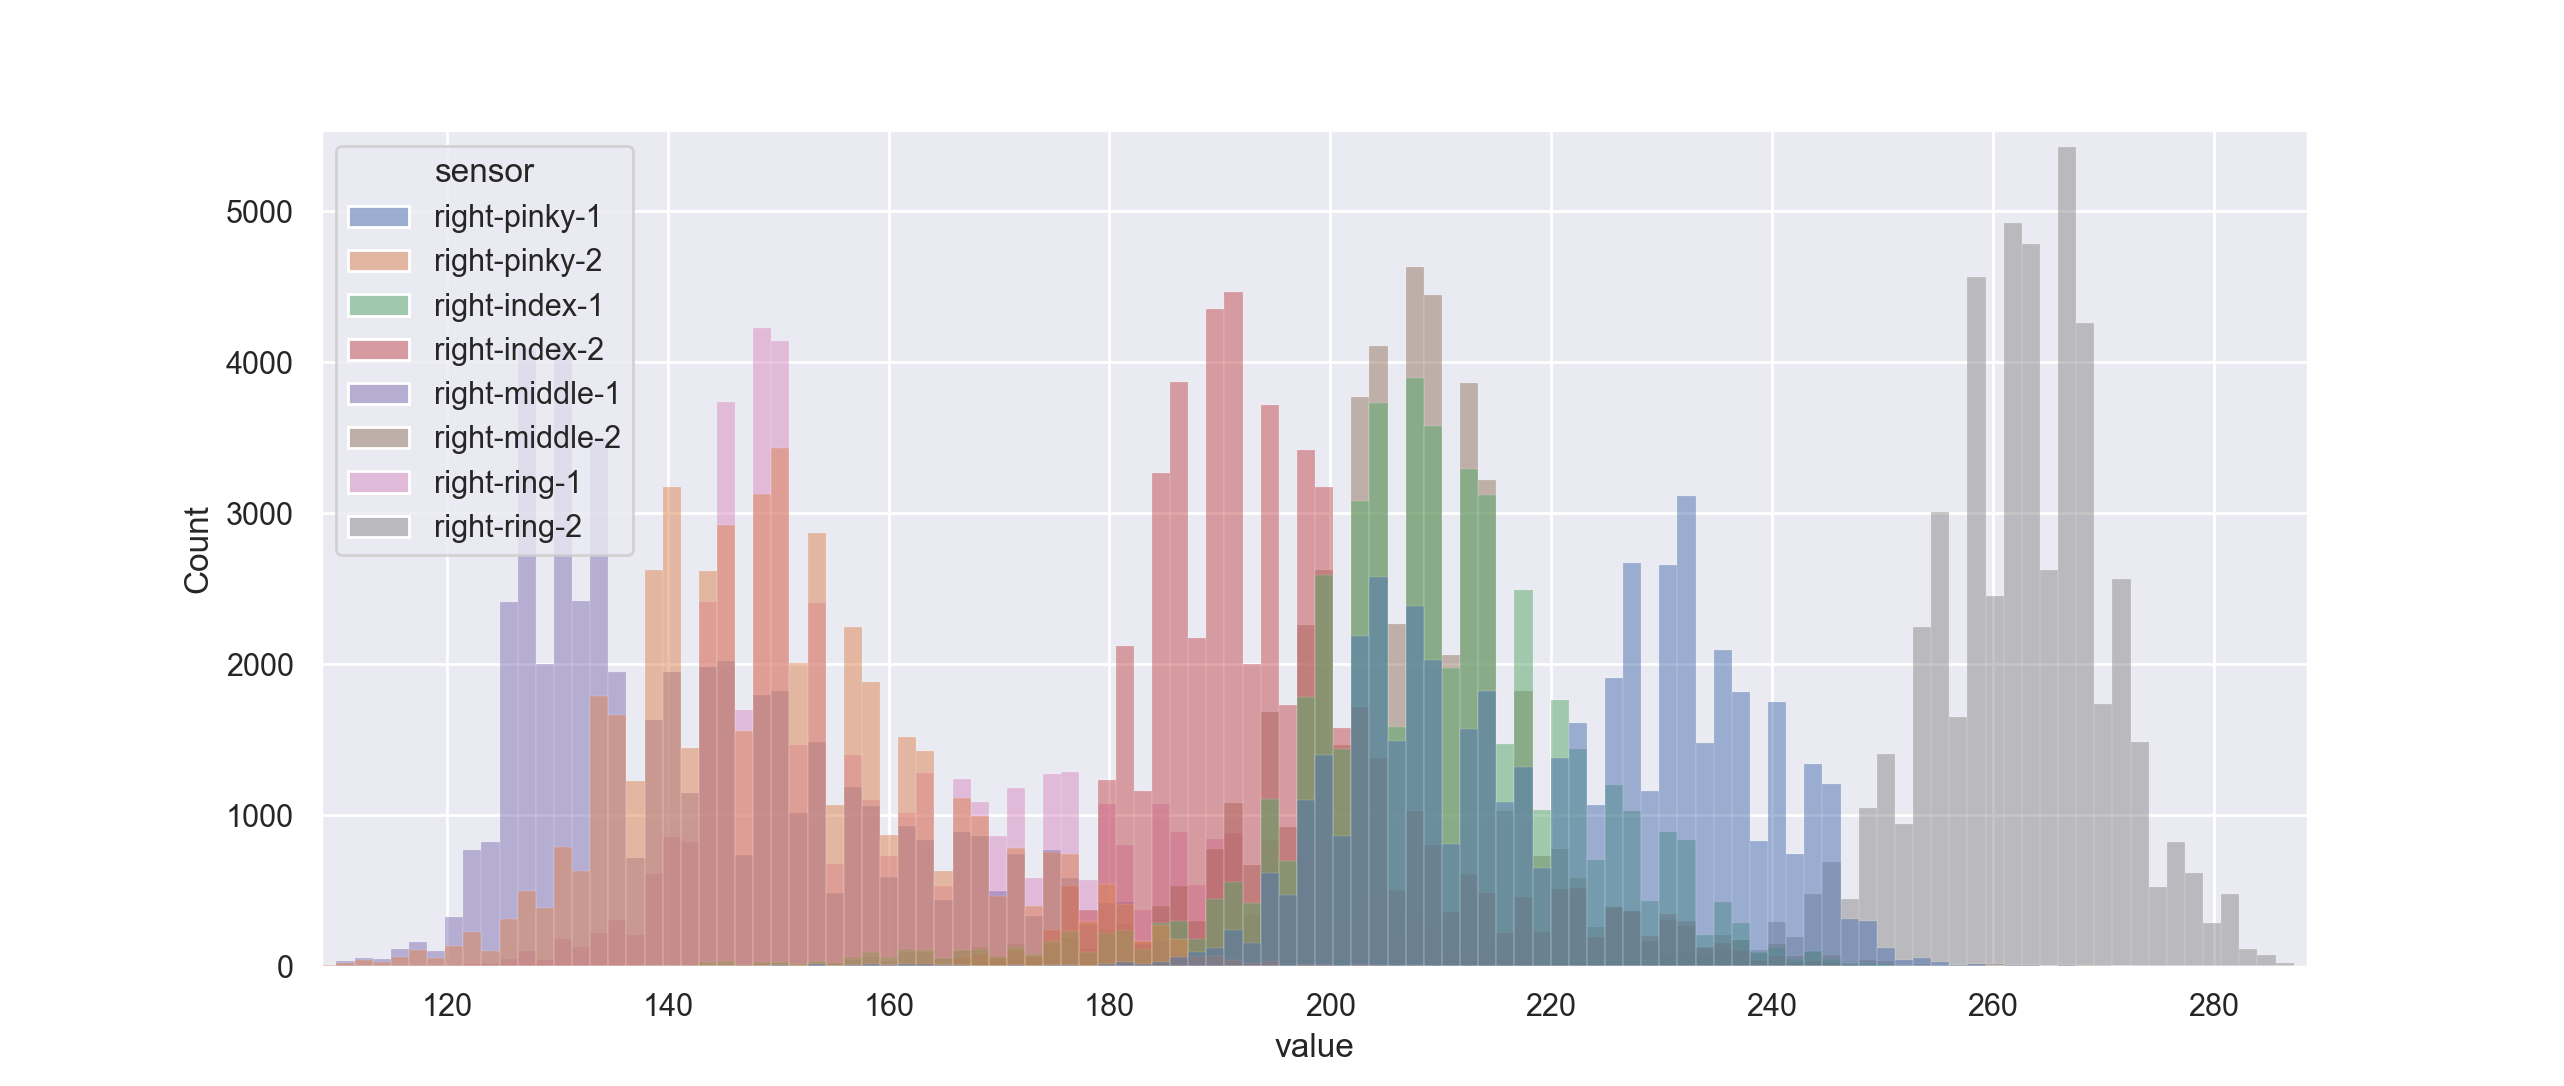 sensor
right-pinky-1
right-pinky-2
right-index-1
right-index-2
right-middle-1
right-middle-2
right-ring-1
right-ring-2
Count
5000
4000
3000
2000
1000
0
120 140 160 180 200 220 240 260 280
value